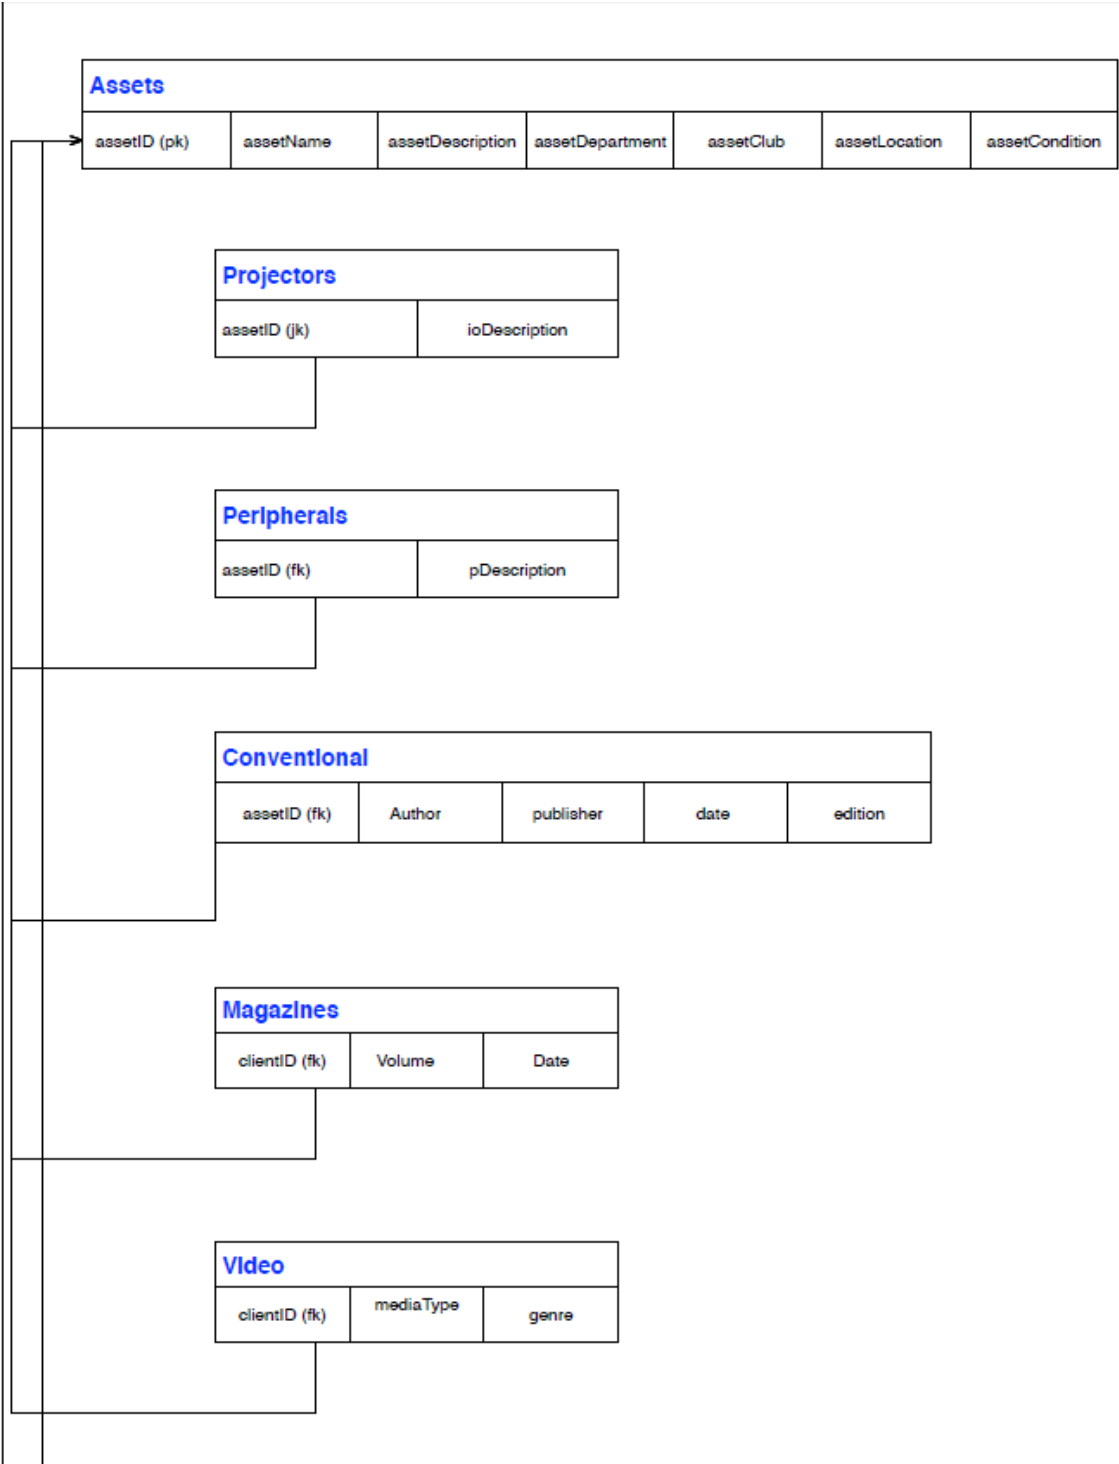 Assets
assetID (pk) assetName assetDescription assetDepartment assetClub assetLocation assetCondition
Projectors
assetID (jk) ioDescription
Peripherals
assetID (fk) pDescription
Conventional
assetID (fk) Author publisher date edition
Magazines
clientID (fk) Volume Date
Video
clientID (fk) mediaType genre